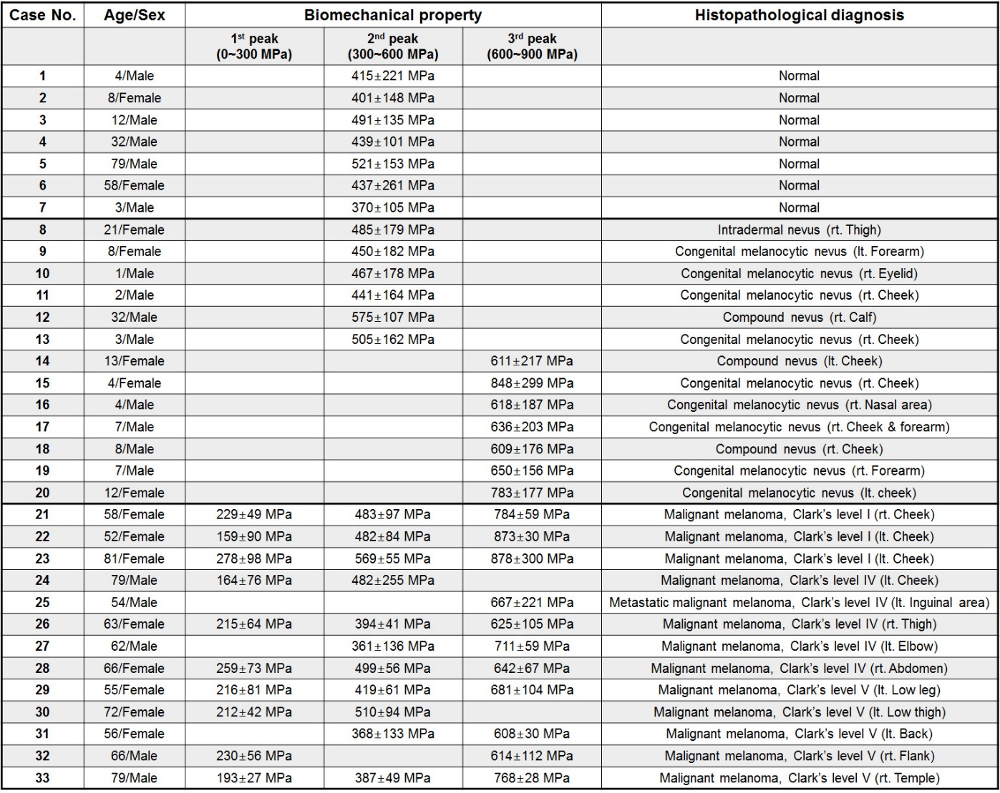 Case No. Age/Sex Biomechanical property Histopathological diagnosis
1st peak 2nd peak 3rd peak
(0~300 MPa) (300~600 MPa) (600~900 MPa)
1 4/Male 415±221 MPa Normal
2 8/Female 401±148 MPa Normal
3 12/Male 491±135 MPa Normal
4 32/Male 439±101 MPa Normal
5 79/Male 521±153 MPa Normal
6 58/Female 437±261 MPa Normal
7 3/Male 370±105 MPa Normal
8 21/Female 485±179 MPa Intradermal nevus (rt. Thigh)
9 8/Female 450±182 MPa Congenital melanocytic nevus (lt. Forearm)
10 1/Male 467±178 MPa Congenital melanocytic nevus (rt. Eyelid)
11 2/Male 441±164 MPa Congenital melanocytic nevus (rt. Cheek)
12 32/Male 575±107 MPa Compound nevus (rt. Calf)
13 3/Male 505±162 MPa Congenital melanocytic nevus (rt. Cheek)
14 13/Female 611±217 MPa Compound nevus (lt. Cheek)
15 4/Female 848±299 MPa Congenital melanocytic nevus (rt. Cheek)
16 4/Male 618±187 MPa Congenital melanocytic nevus (rt. Nasal area)
17 7/Male 636±203 MPa Congenital melanocytic nevus (rt. Cheek & forearm)
18 8/Male 609±176 MPa Compound nevus (rt. Cheek)
19 7/Male 650±156 MPa Congenital melanocytic nevus (rt. Forearm)
20 12/Female 783±177 MPa Congenital melanocytic nevus (lt. cheek)
21 58/Female 229±49 MPa 483±97 MPa 784±59 MPa Malignant melanoma, Clark's level I (rt. Cheek)
22 52/Female 159±90 MPa 482±84 MPa 873±30 MPa Malignant melanoma, Clark's level I (lt. Cheek)
23 81/Female 278±98 MPa 569±55 MPa 878±300 MPa Malignant melanoma, Clark's level I (lt. Cheek)
24 79/Male 164±76 MPa 482±255 MPa Malignant melanoma, Clark's level IV (lt. Cheek)
25 54/Male 667±221 MPa Metastatic malignant melanoma, Clark's level IV (lt. Inguinal area)
26 63/Female 215±64 MPa 394±41 MPa 625±105 MPa Malignant melanoma, Clark's level IV (rt. Thigh)
27 62/Male 361±136 MPa 711±59 MPa Malignant melanoma, Clark's level IV (lt. Elbow)
28 66/Female 259±73 MPa 499±56 MPa 642±67 MPa Malignant melanoma, Clark's level IV (rt. Abdomen)
29 55/Female 216±81 MPa 419±61 MPa 681±104 MPa Malignant melanoma, Clark's level V (lt. Low leg)
30 72/Female 212±42 MPa 510±94 MPa Malignant melanoma, Clark's level V (lt. Low thigh)
31 56/Female 368±133 MPa 608±30 MPa Malignant melanoma, Clark's level V (lt. Back)
32 66/Male 230±56 MPa 614±112 MPa Malignant melanoma, Clark's level V (rt. Flank)
33 79/Male 193±27 MPa 387±49 MPa 768±28 MPa Malignant melanoma, Clark's level V (rt. Temple)